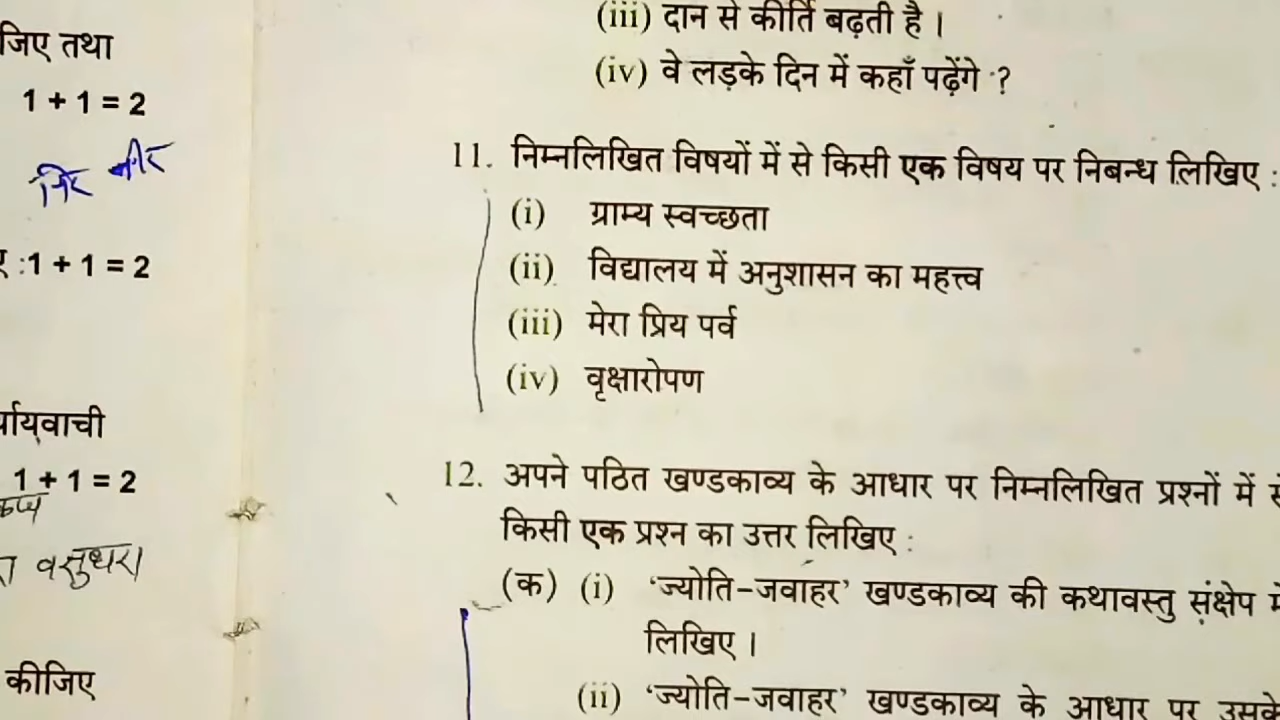 जिए तथा
1 + 1 = 2
ए :1 + 1 = 2
र्यायवाची
1 + 1 = 2
वसुधरा
कीजिए
(iii) दान से कीर्ति बढ़ती है ।
(iv) वे लड़के दिन में कहाँ पढ़ेंगे ?
11. निम्नलिखित विषयों में से किसी एक विषय पर निबन्ध लिखिए :
(i) ग्राम्य स्वच्छता
(ii) विद्यालय में अनुशासन का महत्त्व
(iii) मेरा प्रिय पर्व
(iv) वृक्षारोपण
12. अपने पठित खण्डकाव्य के आधार पर निम्नलिखित प्रश्नों में से
किसी एक प्रश्न का उत्तर लिखिए :
(क) (i) ‘ज्योति-जवाहर’ खण्डकाव्य की कथावस्तु संक्षेप में
लिखिए ।
(ii) ‘ज्योति-जवाहर’ खण्डकाव्य के आधार पर उसके